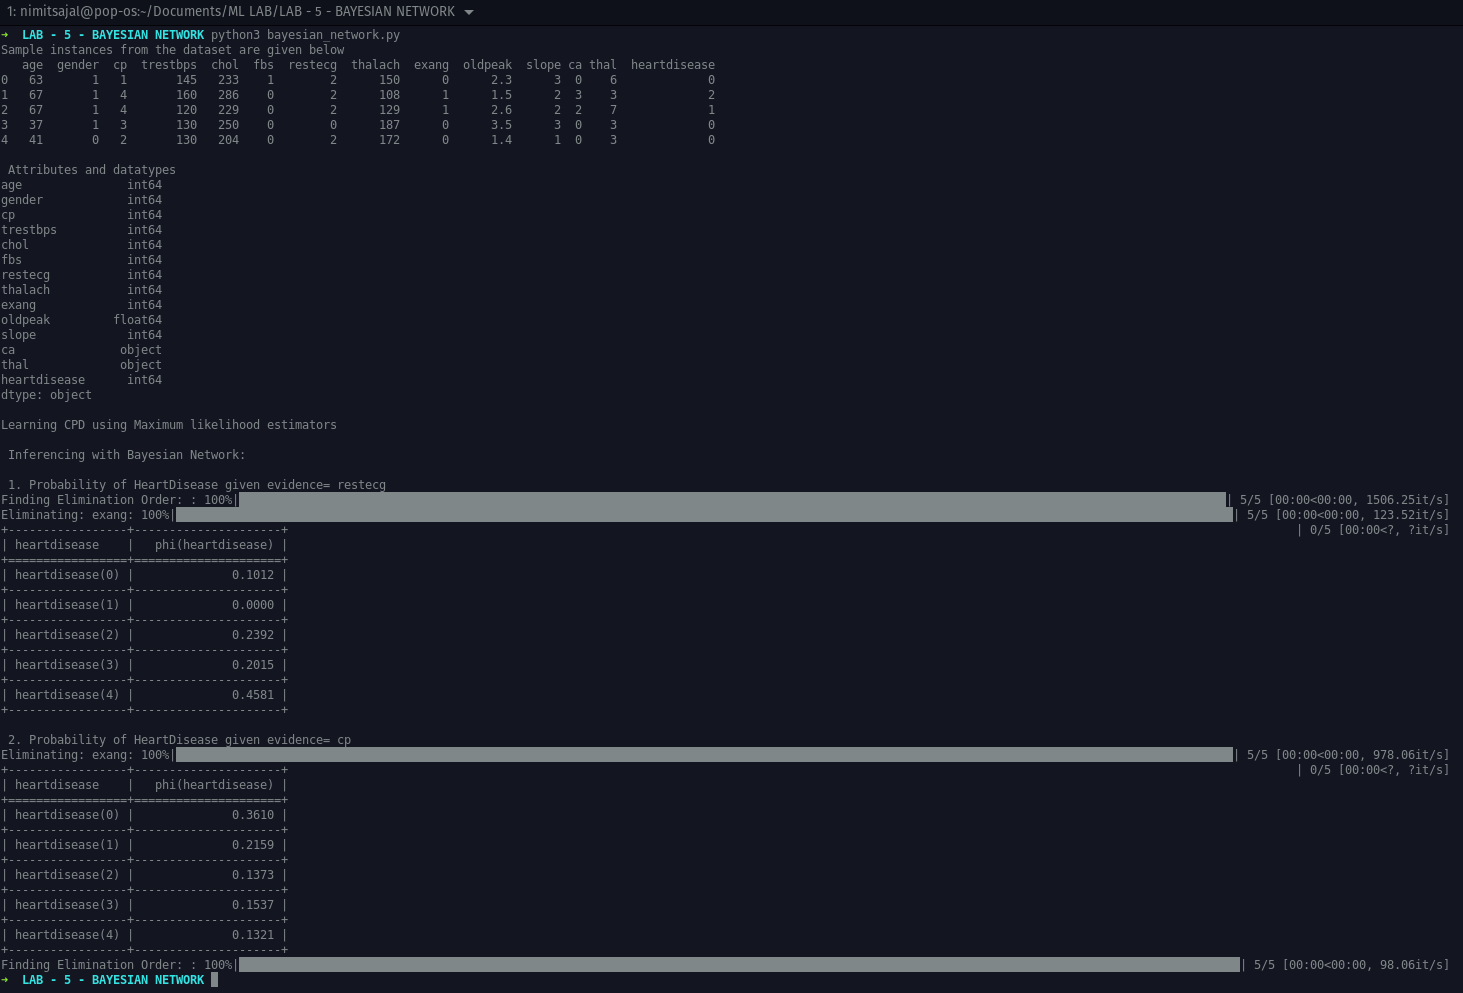 1: nimitsajal@pop-os:~/Documents/ML LAB/LAB - 5 - BAYESIAN NETWORK
➜  LAB - 5 - BAYESIAN NETWORK python3 bayesian_network.py
Sample instances from the dataset are given below
   age  gender  cp  trestbps  chol  fbs  restecg  thalach  exang  oldpeak  slope ca thal  heartdisease
0   63       1   1       145   233    1        2      150      0      2.3      3  0    6             0
1   67       1   4       160   286    0        2      108      1      1.5      2  3    3             2
2   67       1   4       120   229    0        2      129      1      2.6      2  2    7             1
3   37       1   3       130   250    0        0      187      0      3.5      3  0    3             0
4   41       0   2       130   204    0        2      172      0      1.4      1  0    3             0
 Attributes and datatypes
age               int64
gender            int64
cp                int64
trestbps          int64
chol              int64
fbs               int64
restecg           int64
thalach           int64
exang             int64
oldpeak         float64
slope             int64
ca               object
thal             object
heartdisease      int64
dtype: object
Learning CPD using Maximum likelihood estimators
 Inferencing with Bayesian Network:
 1. Probability of HeartDisease given evidence= restecg
Finding Elimination Order: : 100%| | 5/5 [00:00<00:00, 1506.25it/s]
Eliminating: exang: 100%| | 5/5 [00:00<00:00, 123.52it/s]
+-----------------+---------------------+ | 0/5 [00:00<?, ?it/s]
| heartdisease    |   phi(heartdisease) |
+=================+=====================+
| heartdisease(0) |              0.1012 |
+-----------------+---------------------+
| heartdisease(1) |              0.0000 |
+-----------------+---------------------+
| heartdisease(2) |              0.2392 |
+-----------------+---------------------+
| heartdisease(3) |              0.2015 |
+-----------------+---------------------+
| heartdisease(4) |              0.4581 |
+-----------------+---------------------+
 2. Probability of HeartDisease given evidence= cp
Eliminating: exang: 100%| | 5/5 [00:00<00:00, 978.06it/s]
+-----------------+---------------------+ | 0/5 [00:00<?, ?it/s]
| heartdisease    |   phi(heartdisease) |
+=================+=====================+
| heartdisease(0) |              0.3610 |
+-----------------+---------------------+
| heartdisease(1) |              0.2159 |
+-----------------+---------------------+
| heartdisease(2) |              0.1373 |
+-----------------+---------------------+
| heartdisease(3) |              0.1537 |
+-----------------+---------------------+
| heartdisease(4) |              0.1321 |
+-----------------+---------------------+
Finding Elimination Order: : 100%| | 5/5 [00:00<00:00, 98.06it/s]
➜  LAB - 5 - BAYESIAN NETWORK